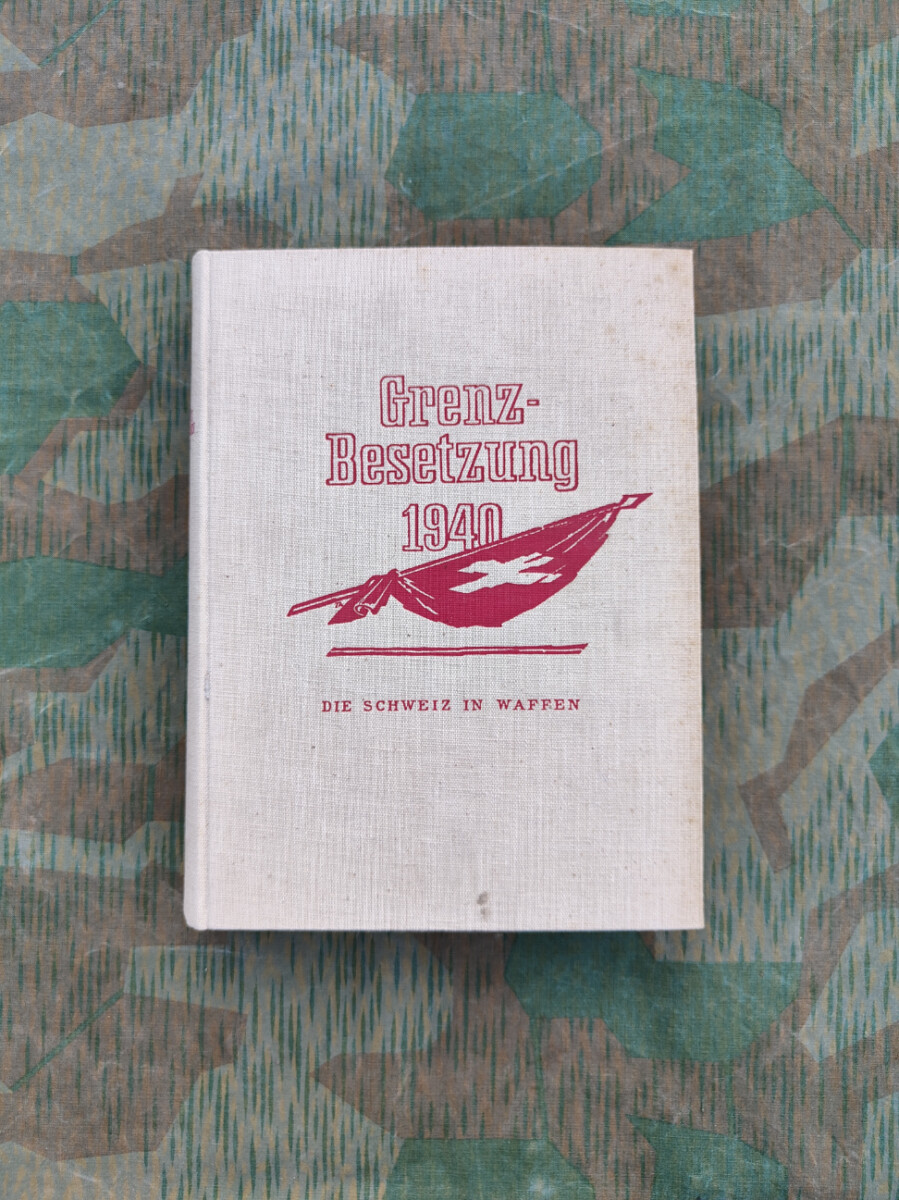 Grenz-
Besetzung
1940
DIE SCHWEIZ IN WAFFEN